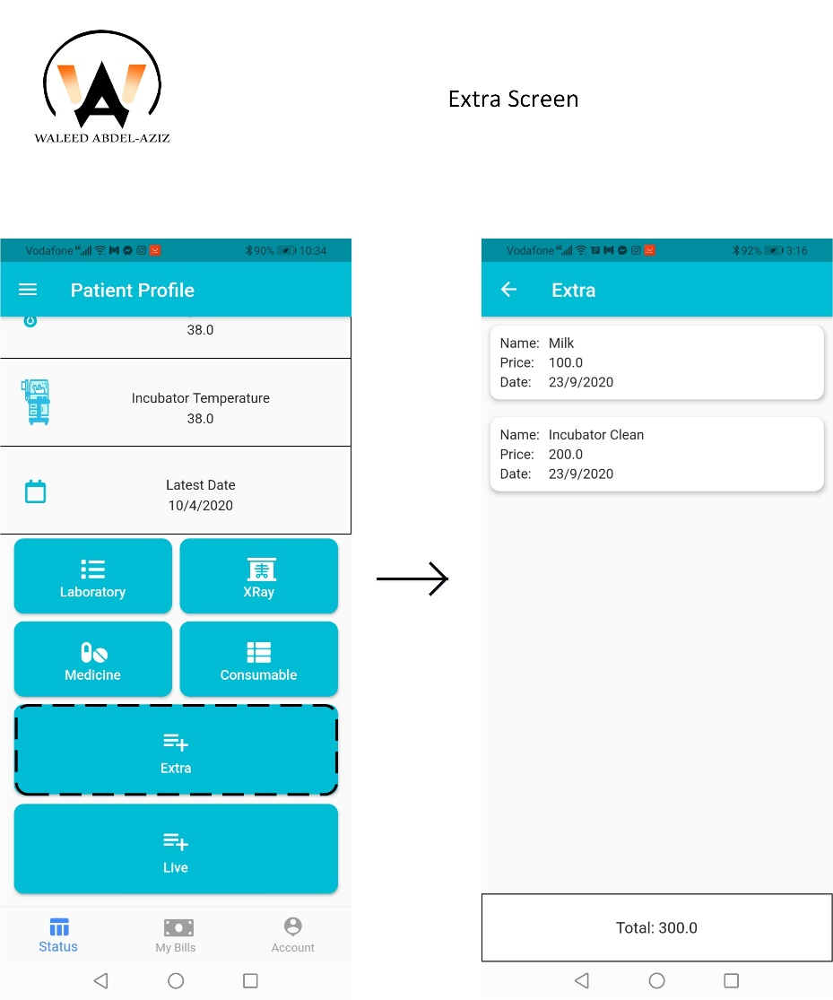 WALEED ABDEL-AZIZ
Extra Screen
Vodafone 90% 10:34
Patient Profile
38.0
Incubator Temperature
38.0
Latest Date
10/4/2020
Laboratory
XRay
Medicine
Consumable
Extra
Live
Status
My Bills
Account
Vodafone 92% 3:16
Extra
Name: Milk
Price: 100.0
Date: 23/9/2020
Name: Incubator Clean
Price: 200.0
Date: 23/9/2020
Total: 300.0